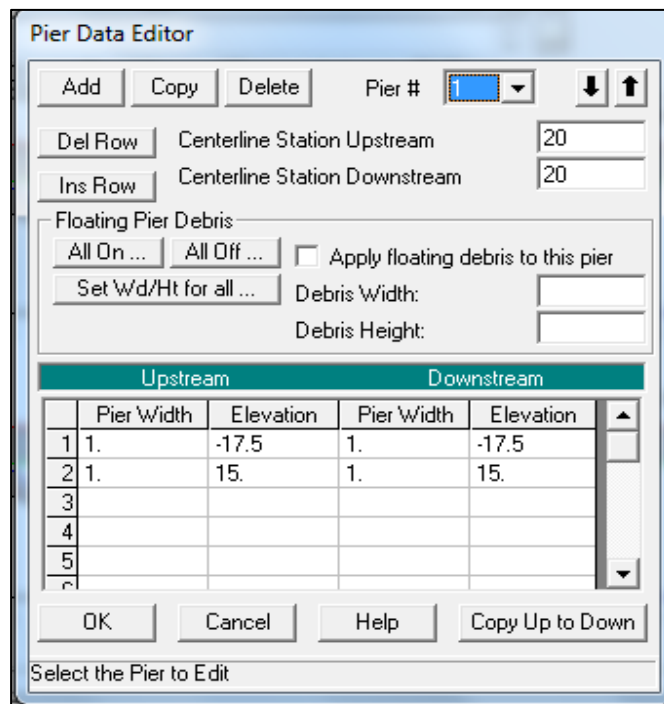 Pier Data Editor
Add Copy Delete Pier # 1
Del Row Centerline Station Upstream 20
Ins Row Centerline Station Downstream 20
Floating Pier Debris
All On ... All Off ... Apply floating debris to this pier
Set Wd/Ht for all ... Debris Width:
Debris Height:
Upstream Downstream
Pier Width Elevation Pier Width Elevation
1 1. -17.5 1. -17.5
2 1. 15. 1. 15.
3
4
5
OK Cancel Help Copy Up to Down
Select the Pier to Edit